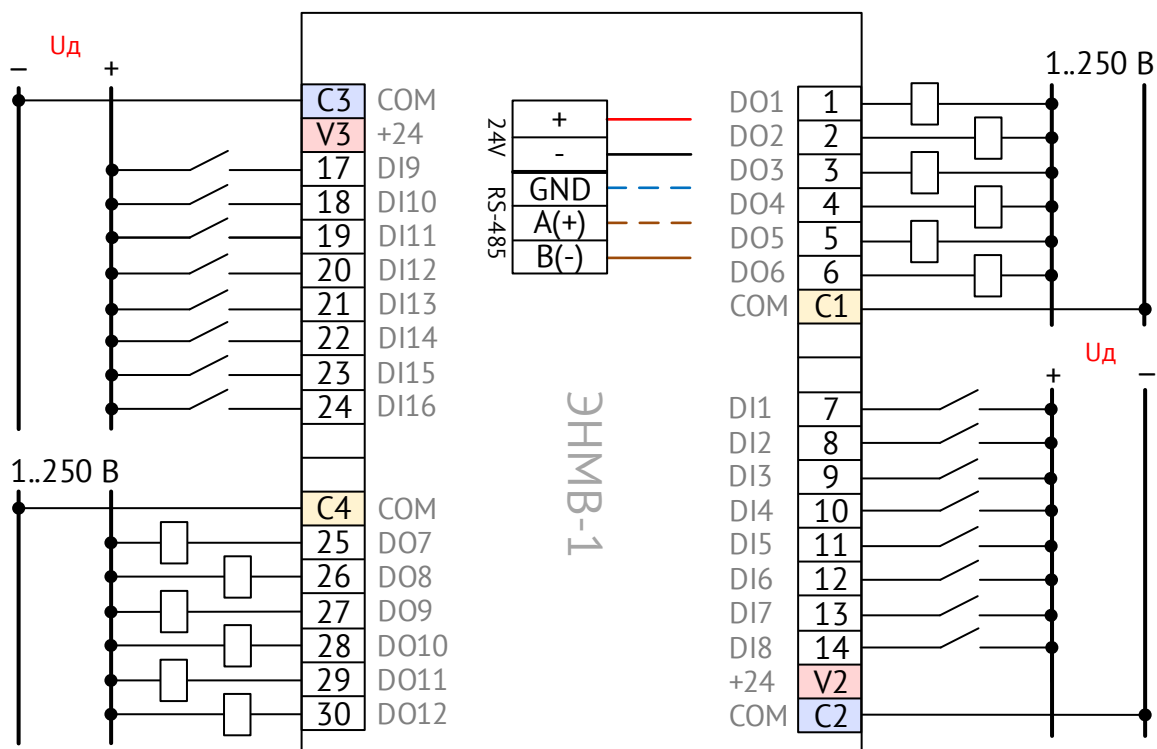 Uд
− +
C3 COM
V3 +24
17 DI9
18 DI10
19 DI11
20 DI12
21 DI13
22 DI14
23 DI15
24 DI16
1..250 В
C4 COM
25 DO7
26 DO8
27 DO9
28 DO10
29 DO11
30 DO12
24V
+
-
RS-485
GND
A(+)
B(-)
ЭНМВ-1
1..250 В
DO1 1
DO2 2
DO3 3
DO4 4
DO5 5
DO6 6
COM C1
Uд
+ −
DI1 7
DI2 8
DI3 9
DI4 10
DI5 11
DI6 12
DI7 13
DI8 14
+24 V2
COM C2